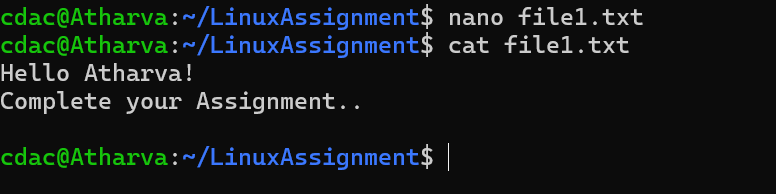 cdac@Atharva:~/LinuxAssignment$ nano file1.txt
cdac@Atharva:~/LinuxAssignment$ cat file1.txt
Hello Atharva!
Complete your Assignment..
cdac@Atharva:~/LinuxAssignment$